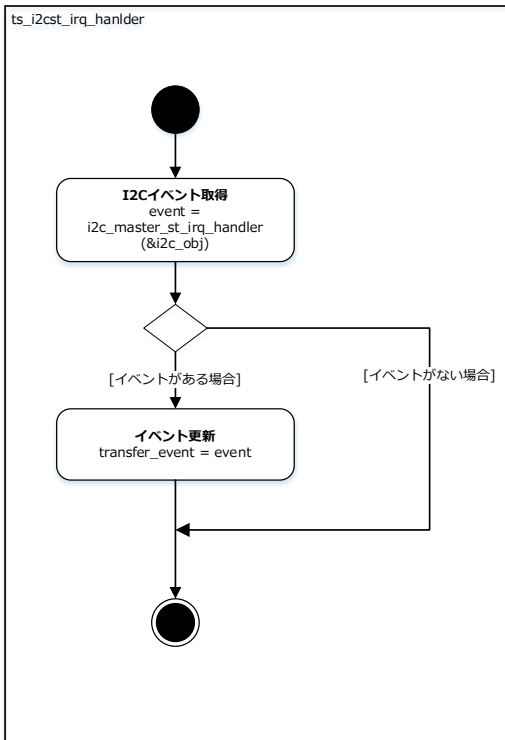 ts_i2cst_irq_hanlder
I2Cイベント取得
event =
i2c_master_st_irq_handler
(&i2c_obj)
[イベントがある場合]
[イベントがない場合]
イベント更新
transfer_event = event